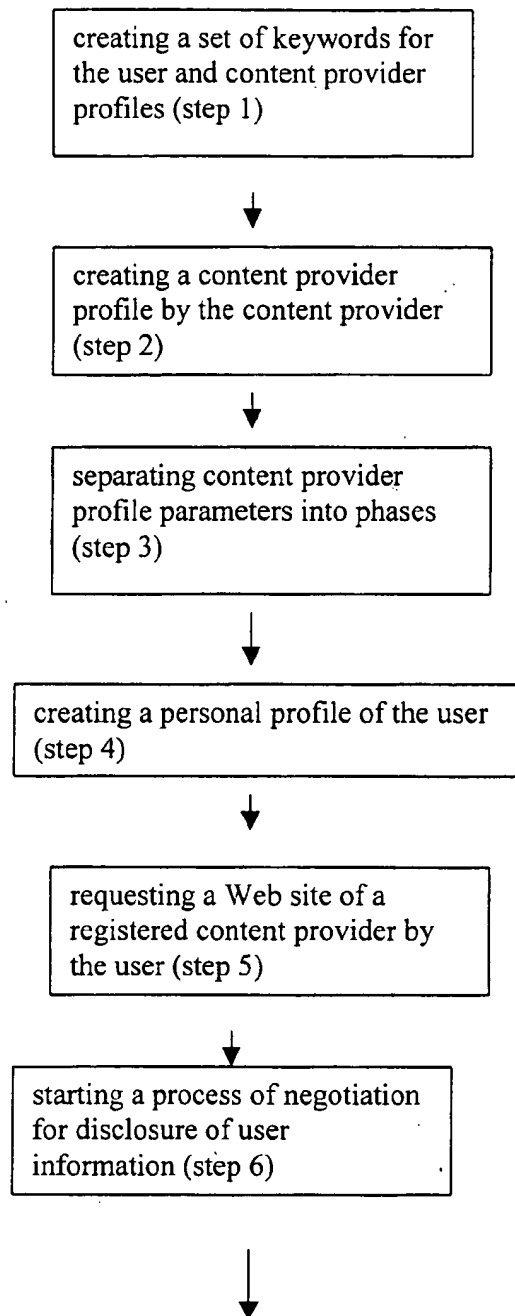 creating a set of keywords for
the user and content provider
profiles (step 1)
creating a content provider
profile by the content provider
(step 2)
separating content provider
profile parameters into phases
(step 3)
creating a personal profile of the user
(step 4)
requesting a Web site of a
registered content provider by
the user (step 5)
starting a process of negotiation
for disclosure of user
information (step 6)